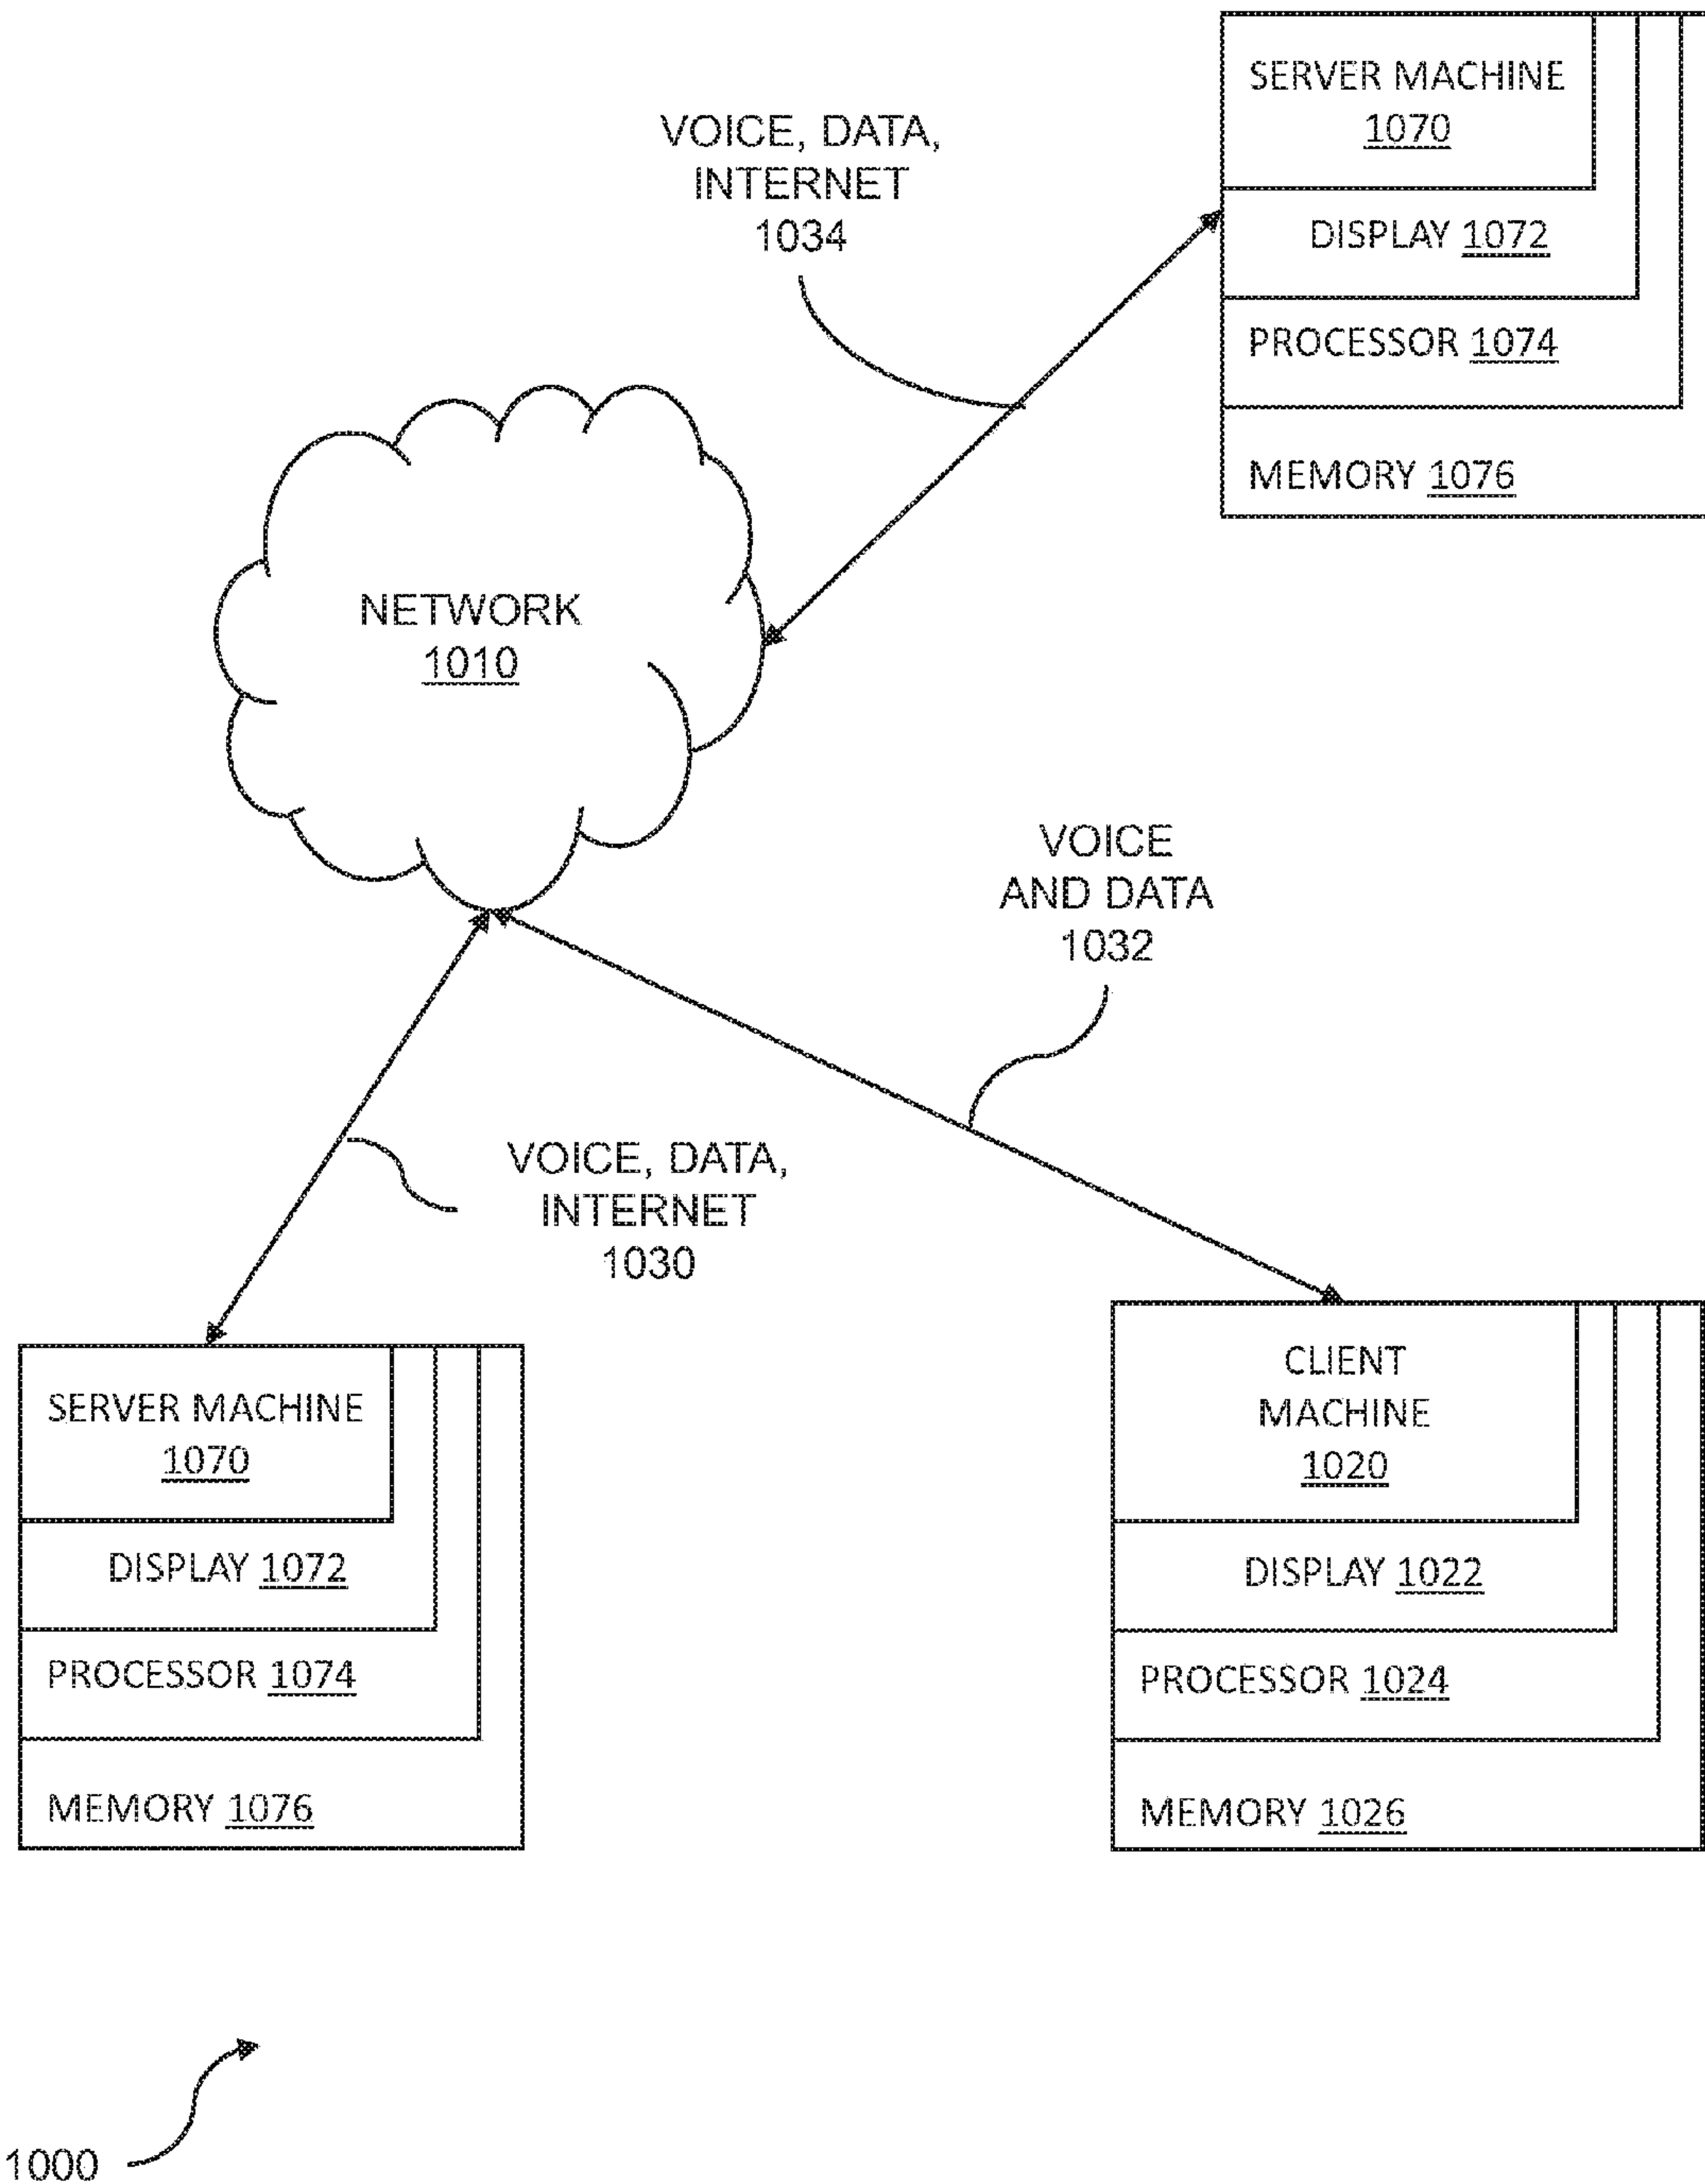 SERVER MACHINE
1070
DISPLAY 1072
PROCESSOR 1074
MEMORY 1076
VOICE, DATA,
INTERNET
1034
NETWORK
1010
VOICE
AND DATA
1032
VOICE, DATA,
INTERNET
1030
SERVER MACHINE
1070
DISPLAY 1072
PROCESSOR 1074
MEMORY 1076
CLIENT
MACHINE
1020
DISPLAY 1022
PROCESSOR 1024
MEMORY 1026
1000